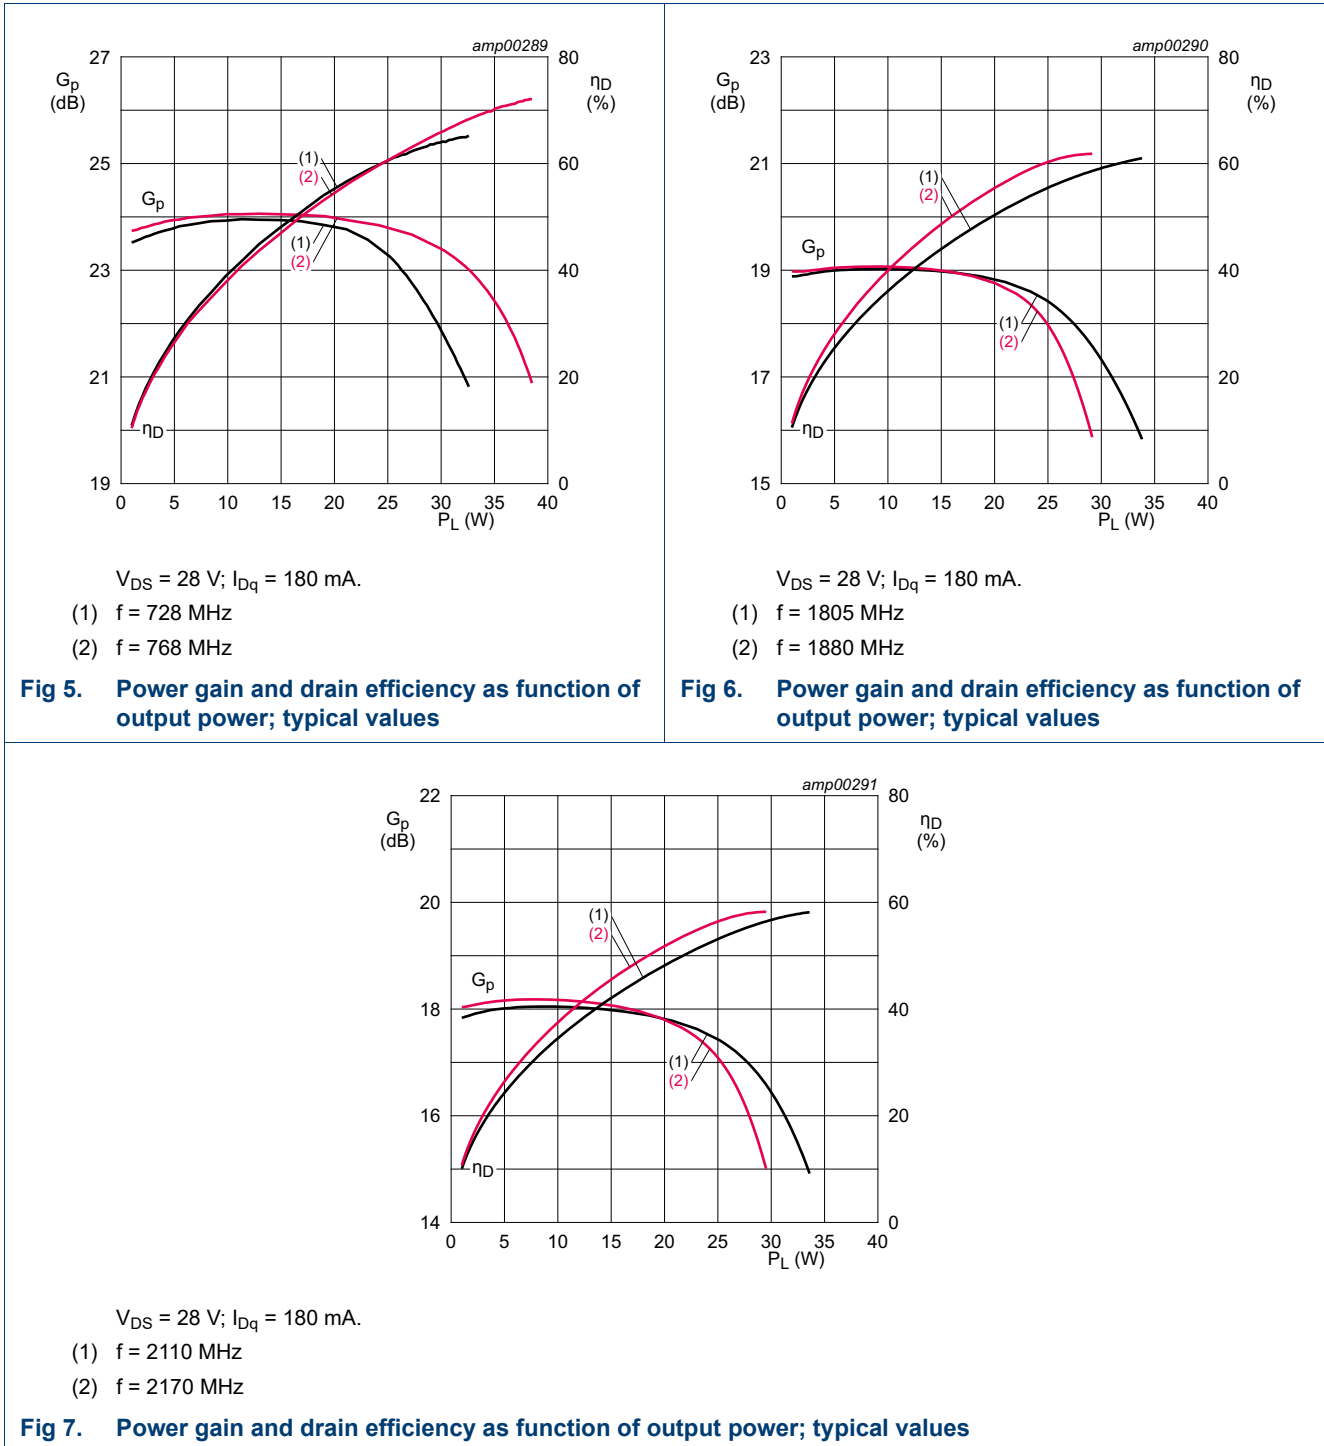 amp00289
27
80
Gp
(dB)
ηD
(%)
25
60
(1)
(2)
Gp
(1)
(2)
23
40
21
20
ηD
19
0
0 5 10 15 20 25 30 35 40
PL (W)
VDS = 28 V; IDq = 180 mA.
(1) f = 728 MHz
(2) f = 768 MHz
Fig 5. Power gain and drain efficiency as function of
output power; typical values
amp00290
23
80
Gp
(dB)
ηD
(%)
21
60
(1)
(2)
Gp
19
40
(1)
(2)
17
20
ηD
15
0
0 5 10 15 20 25 30 35 40
PL (W)
VDS = 28 V; IDq = 180 mA.
(1) f = 1805 MHz
(2) f = 1880 MHz
Fig 6. Power gain and drain efficiency as function of
output power; typical values
amp00291
22
80
Gp
(dB)
ηD
(%)
20
60
(1)
(2)
Gp
18
40
(1)
(2)
16
20
ηD
14
0
0 5 10 15 20 25 30 35 40
PL (W)
VDS = 28 V; IDq = 180 mA.
(1) f = 2110 MHz
(2) f = 2170 MHz
Fig 7. Power gain and drain efficiency as function of output power; typical values